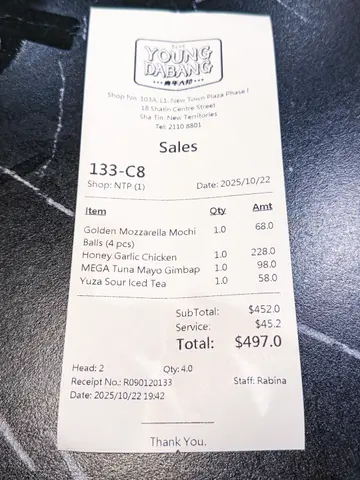 YOUNG
DABANG
Shop No. 103A, L1, New Town Plaza Phase I
18 Shatin Centre Street
Sha Tin, New Territories
Tel: 2110 8801
Sales
133-C8
Shop: NTP (1) Date: 2025/10/22
Item Qty Amt
Golden Mozzarella Mochi 1.0 68.0
Balls (4 pcs)
Honey Garlic Chicken 1.0 228.0
MEGA Tuna Mayo Gimbap 1.0 98.0
Yuza Sour Iced Tea 1.0 58.0
SubTotal: $452.0
Service: $45.2
Total: $497.0
Head: 2 Qty: 4.0
Receipt No.: R090120133 Staff: Rabina
Date: 2025/10/22 19:42
Thank You.